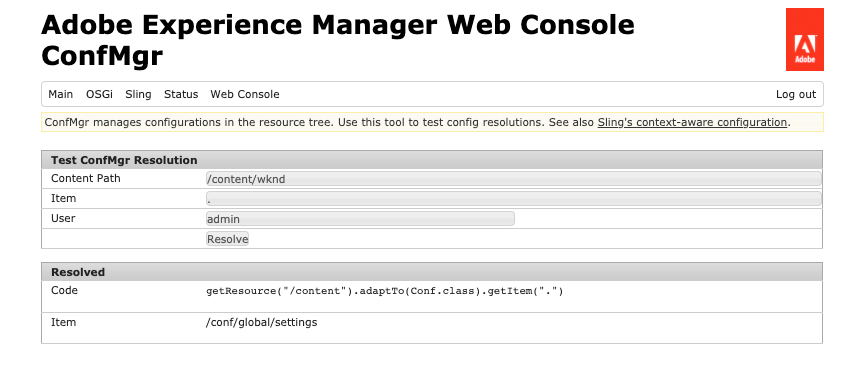 Adobe Experience Manager Web Console
ConfMgr
Adobe
Main OSGi Sling Status Web Console Log out
ConfMgr manages configurations in the resource tree. Use this tool to test config resolutions. See also Sling's context-aware configuration.
Test ConfMgr Resolution
Content Path /content/wknd
Item .
User admin
Resolve
Resolved
Code getResource("/content").adaptTo(Conf.class).getItem(".")
Item /conf/global/settings